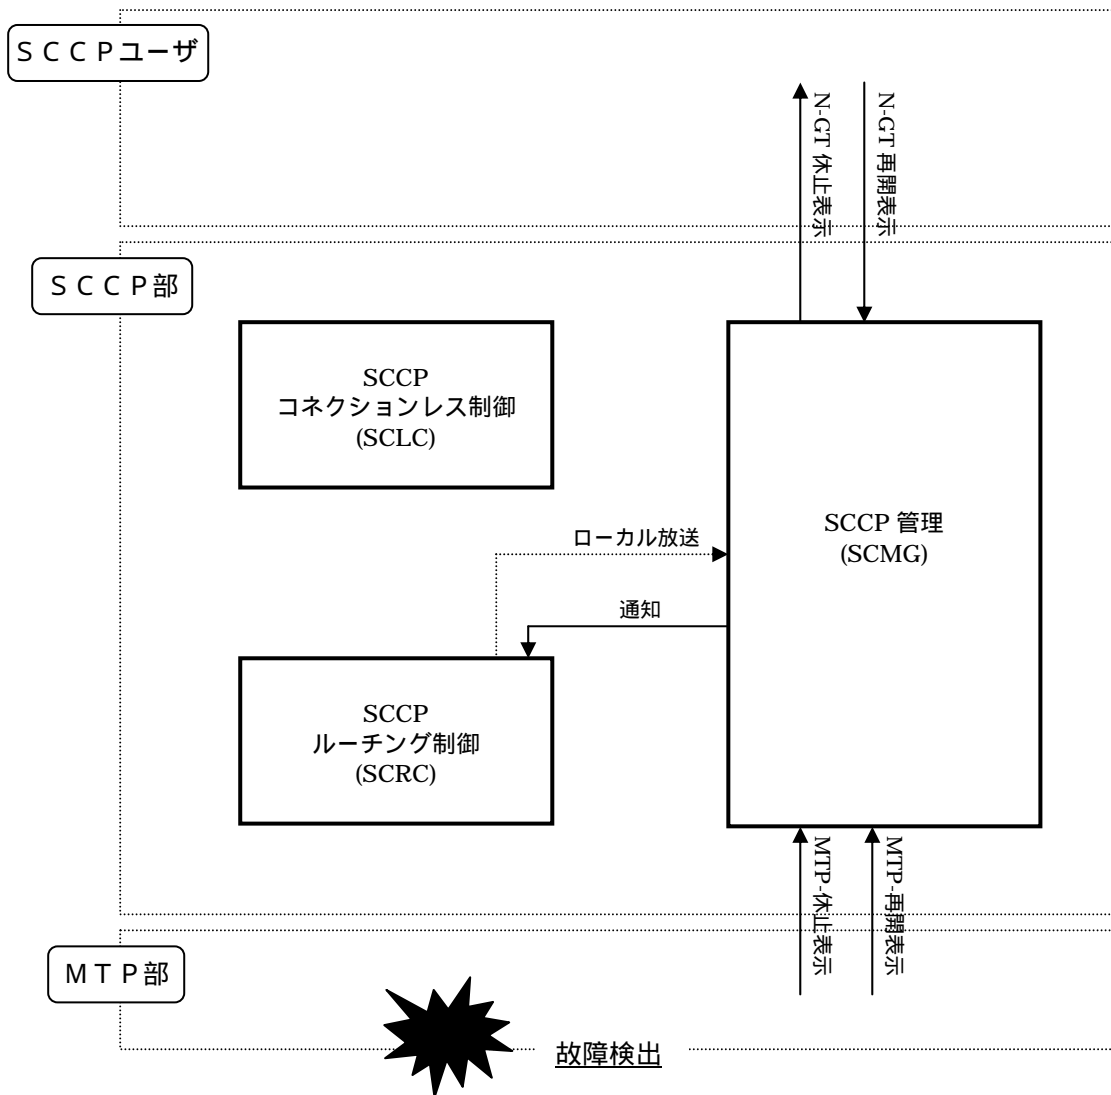 ＳＣＣＰユーザ
N-GT 休止表示
N-GT 再開表示
ＳＣＣＰ部
SCCP
コネクションレス制御
(SCLC)
SCCP 管理
(SCMG)
ローカル放送
通知
SCCP
ルーチング制御
(SCRC)
MTP-休止表示
MTP-再開表示
ＭＴＰ部
故障検出